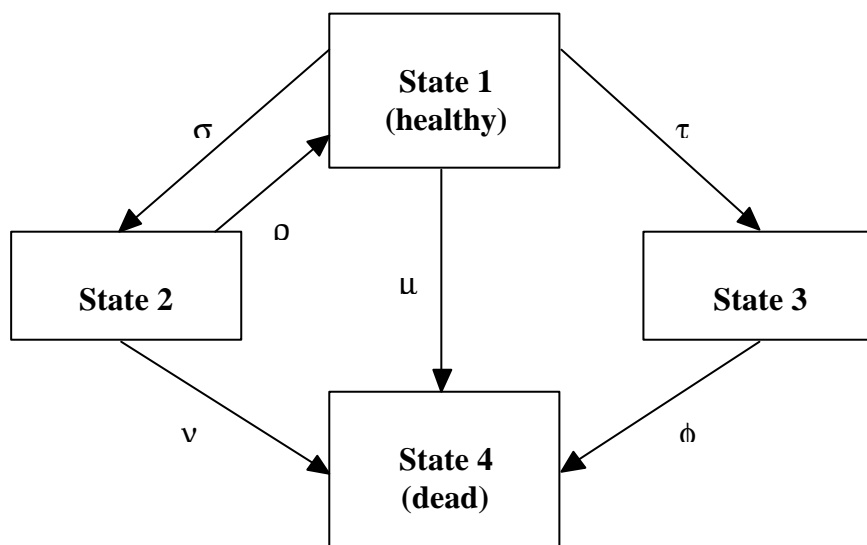 State 1
(healthy)
σ
τ
ρ
State 2
μ
State 3
ν
φ
State 4
(dead)